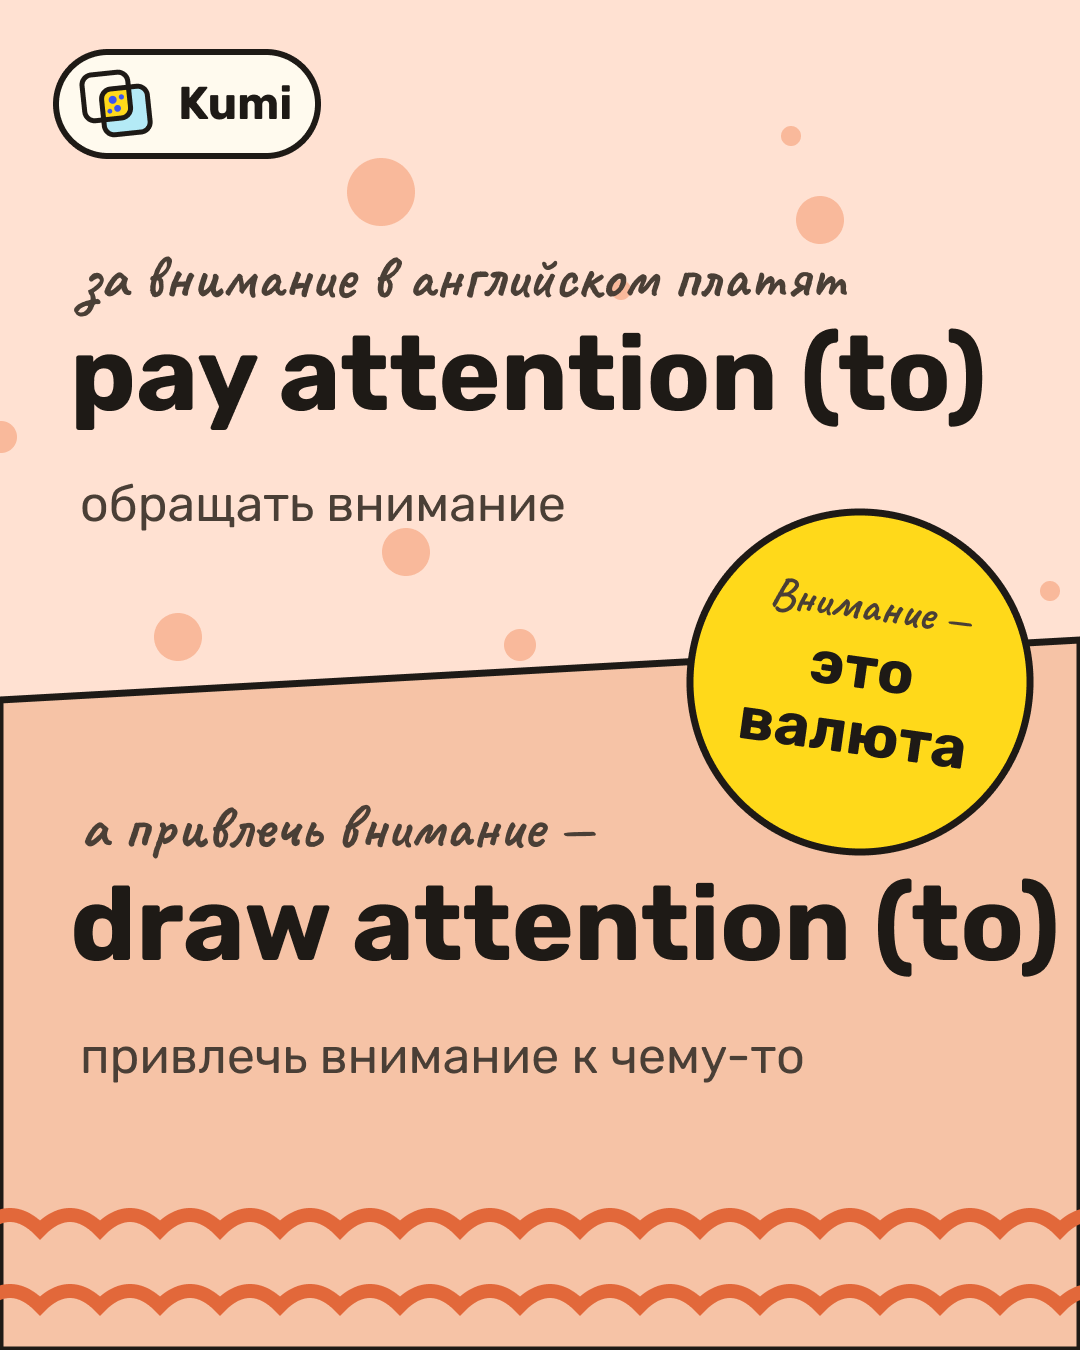 Kumi
за внимание в английском платят
pay attention (to)
обращать внимание
Внимание —
это
валюта
а привлечь внимание —
draw attention (to)
привлечь внимание к чему-то